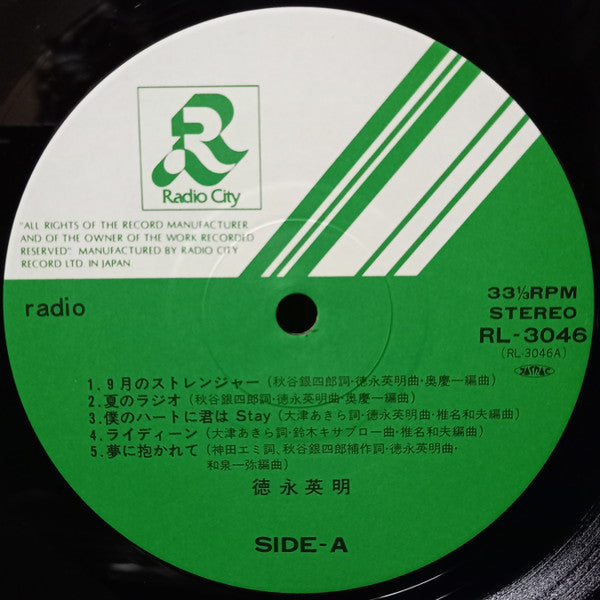 R
Radio City
"ALL RIGHTS OF THE RECORD MANUFACTURER
AND OF THE OWNER OF THE WORK RECORDED
RESERVED" MANUFACTURED BY RADIO CITY
RECORD LTD. IN JAPAN.
radio
33⅓RPM
STEREO
RL-3046
(RL-3046A)
1.9月のストレンジャー(秋谷銀四郎詞・徳永英明曲・奥慶一編曲)
2.夏のラジオ(秋谷銀四郎詞・徳永英明曲・奥慶一編曲)
3.僕のハートに君は Stay(大津あきら詞・徳永英明曲・椎名和夫編曲)
4.ライディーン(大津あきら詞・鈴木キサブロー曲・椎名和夫編曲)
5.夢に抱かれて(神田エミ詞、秋谷銀四郎補作詞・徳永英明曲・
和泉一弥編曲)
徳永英明
SIDE-A